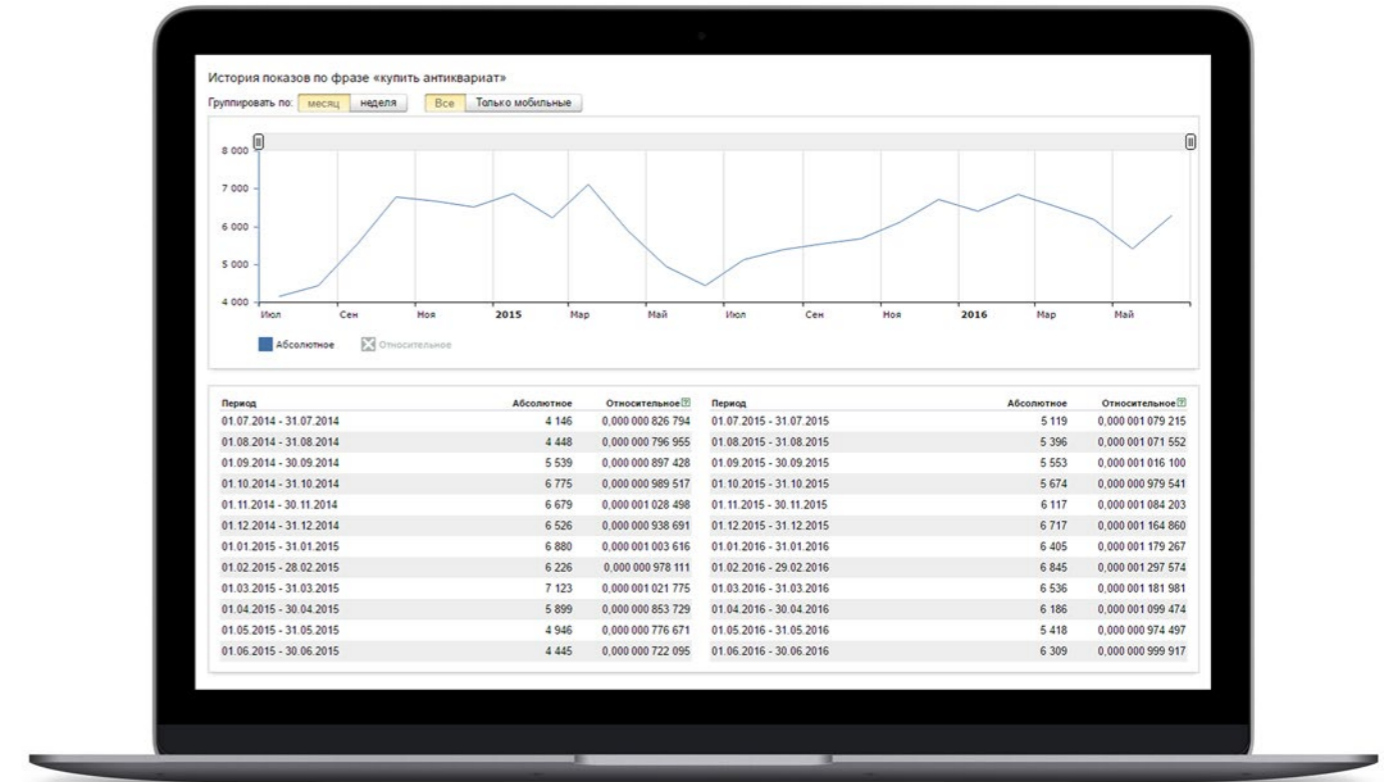 История показов по фразе «купить антиквариат»
Группировать по: месяц неделя Все Только мобильные
8 000
7 000
6 000
5 000
4 000
Июл Сен Ноя 2015 Мар Май Июл Сен Ноя 2016 Мар Май
Абсолютное Относительное
Период Абсолютное Относительное Период Абсолютное Относительное
01.07.2014 - 31.07.2014 4 146 0,000 000 826 794 01.07.2015 - 31.07.2015 5 119 0,000 001 079 215
01.08.2014 - 31.08.2014 4 448 0,000 000 796 955 01.08.2015 - 31.08.2015 5 396 0,000 001 071 552
01.09.2014 - 30.09.2014 5 539 0,000 000 897 428 01.09.2015 - 30.09.2015 5 553 0,000 001 016 100
01.10.2014 - 31.10.2014 6 775 0,000 000 989 517 01.10.2015 - 31.10.2015 5 674 0,000 000 979 541
01.11.2014 - 30.11.2014 6 679 0,000 001 028 498 01.11.2015 - 30.11.2015 6 117 0,000 001 084 203
01.12.2014 - 31.12.2014 6 526 0,000 000 938 691 01.12.2015 - 31.12.2015 6 717 0,000 001 164 860
01.01.2015 - 31.01.2015 6 880 0,000 001 003 616 01.01.2016 - 31.01.2016 6 405 0,000 001 179 267
01.02.2015 - 28.02.2015 6 226 0,000 000 978 111 01.02.2016 - 29.02.2016 6 845 0,000 001 297 574
01.03.2015 - 31.03.2015 7 123 0,000 001 021 775 01.03.2016 - 31.03.2016 6 536 0,000 001 181 981
01.04.2015 - 30.04.2015 5 899 0,000 000 853 729 01.04.2016 - 30.04.2016 6 186 0,000 001 099 474
01.05.2015 - 31.05.2015 4 946 0,000 000 776 671 01.05.2016 - 31.05.2016 5 418 0,000 000 974 497
01.06.2015 - 30.06.2015 4 445 0,000 000 722 095 01.06.2016 - 30.06.2016 6 309 0,000 000 999 917